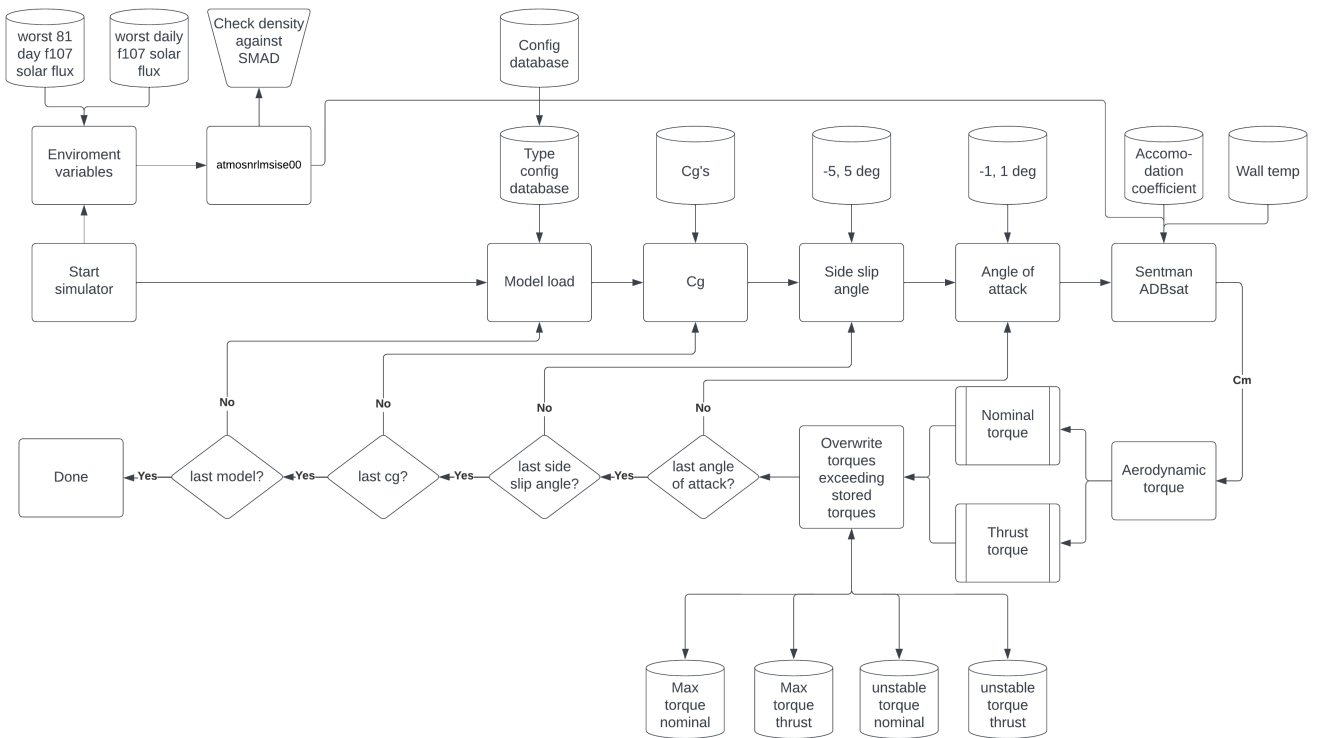 worst 81
day f107
solar flux
worst daily
f107 solar
flux
Check density
against
SMAD
Config
database
Enviroment
variables
atmosnrlmsise00
Type
config
database
Cg's
-5, 5 deg
-1, 1 deg
Accomo-
dation
coefficient
Wall temp
Start
simulator
Model load
Cg
Side slip
angle
Angle of
attack
Sentman
ADBsat
Cm
No
No
No
No
Nominal
torque
Done
Yes
last model?
Yes
last cg?
Yes
last side
slip angle?
Yes
last angle
of attack?
Overwrite
torques
exceeding
stored
torques
Aerodynamic
torque
Thrust
torque
Max
torque
nominal
Max
torque
thrust
unstable
torque
nominal
unstable
torque
thrust